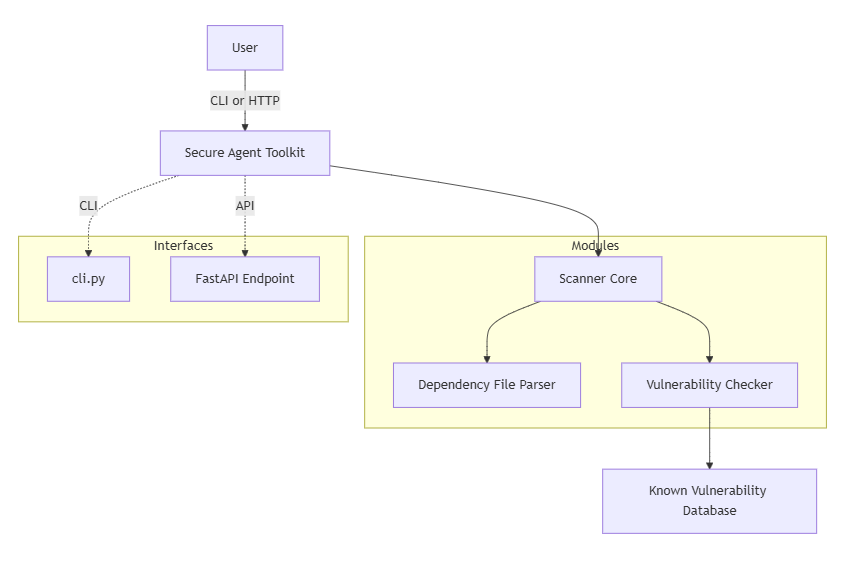 User
CLI or HTTP
Secure Agent Toolkit
CLI
API
Interfaces
Modules
cli.py
FastAPI Endpoint
Scanner Core
Dependency File Parser
Vulnerability Checker
Known Vulnerability
Database